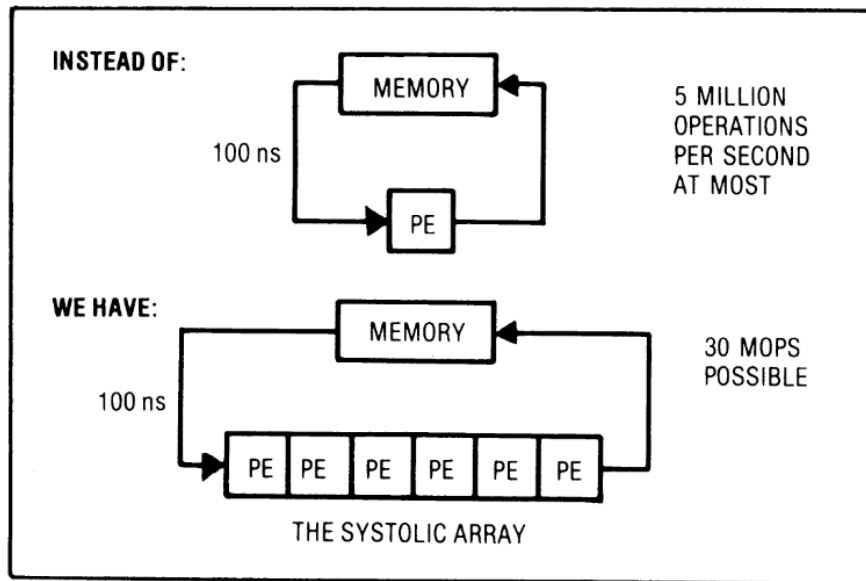 INSTEAD OF:
MEMORY
100 ns
PE
5 MILLION
OPERATIONS
PER SECOND
AT MOST
WE HAVE:
MEMORY
100 ns
PE PE PE PE PE PE
30 MOPS
POSSIBLE
THE SYSTOLIC ARRAY